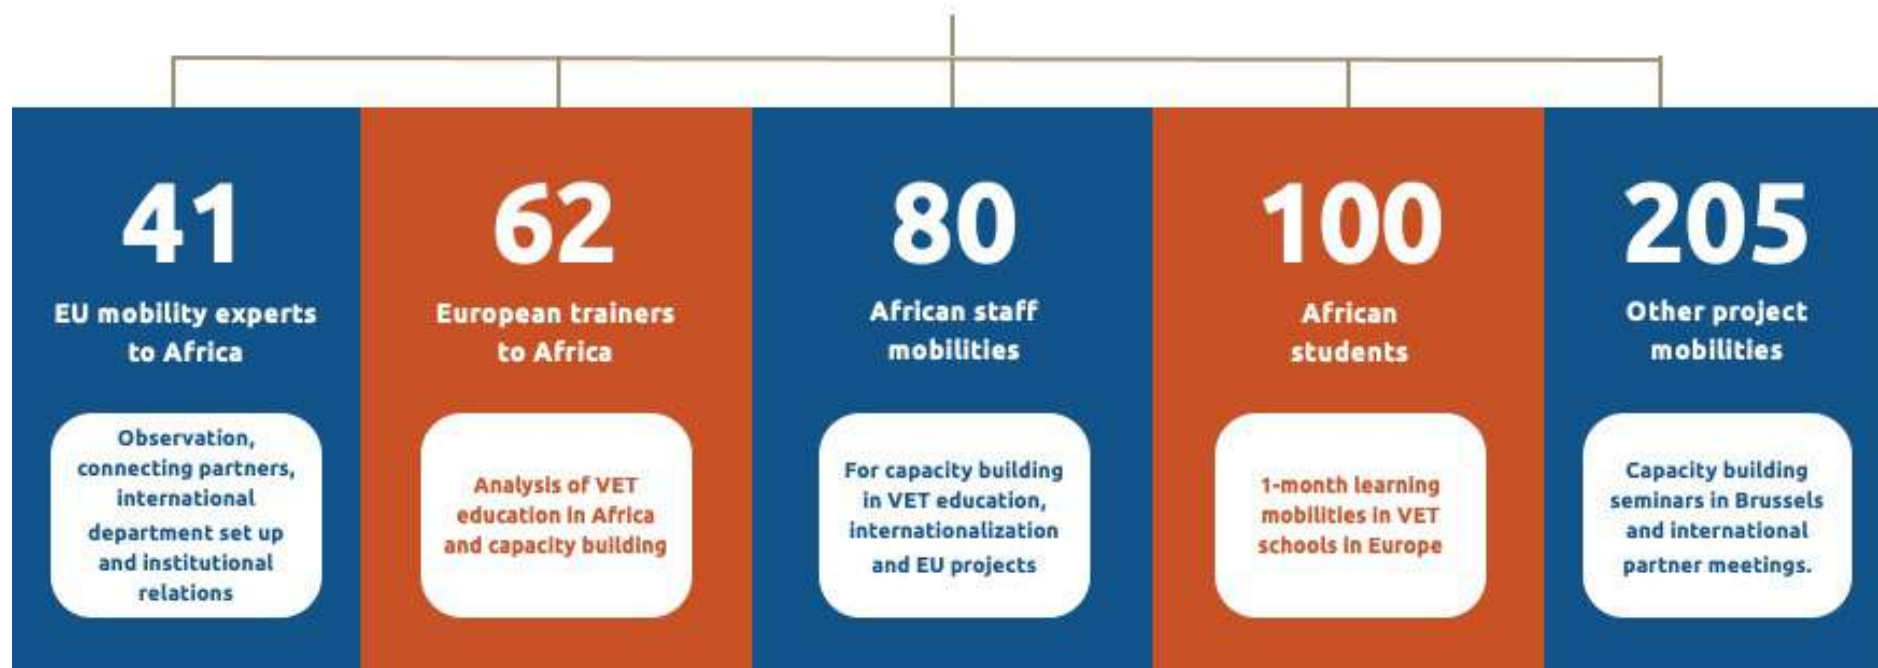 41
EU mobility experts
to Africa
Observation,
connecting partners,
international
department set up
and institutional
relations
62
European trainers
to Africa
Analysis of VET
education in Africa
and capacity building
80
African staff
mobilities
For capacity building
in VET education,
internationalization
and EU projects
100
African
students
1-month learning
mobilities in VET
schools in Europe
205
Other project
mobilities
Capacity building
seminars in Brussels
and international
partner meetings.